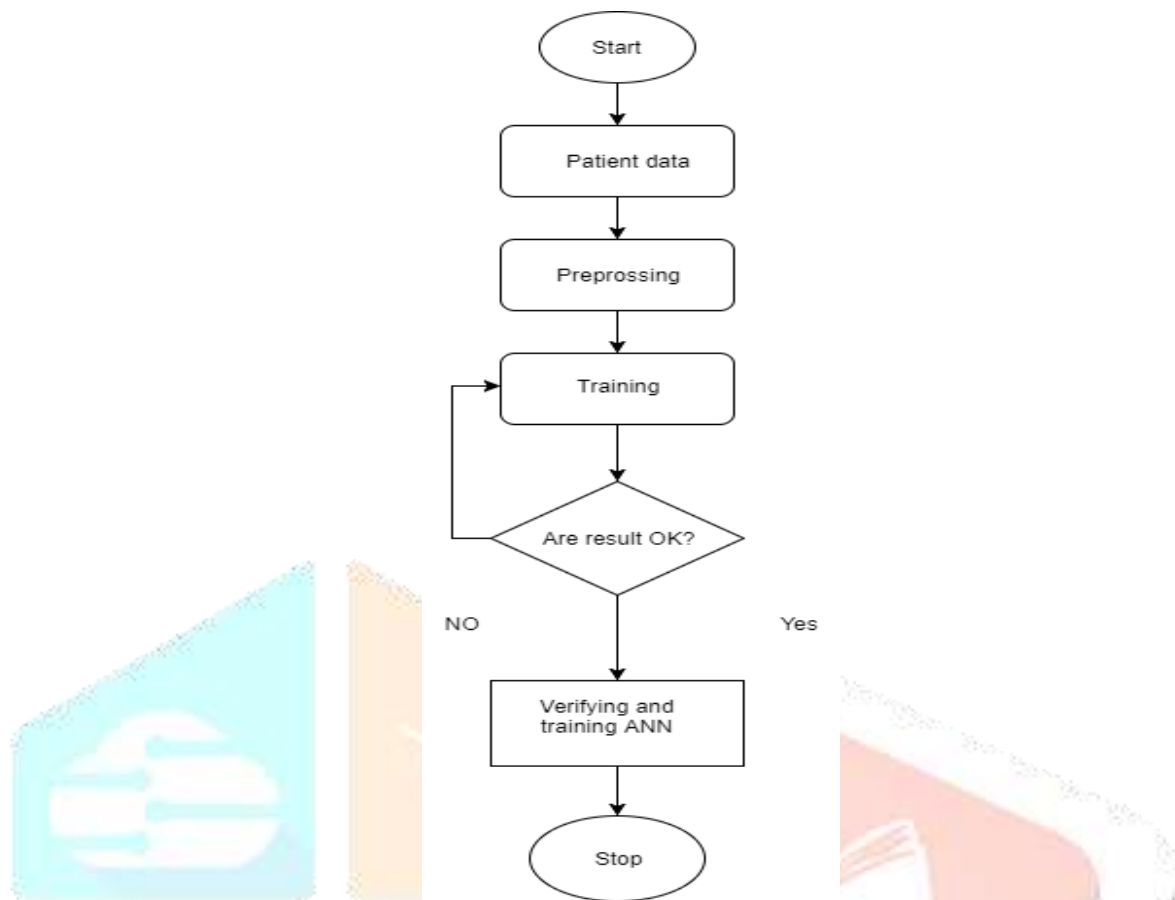 Start
Patient data
Preprossing
Training
Are result OK?
NO
Yes
Verifying and
training ANN
Stop